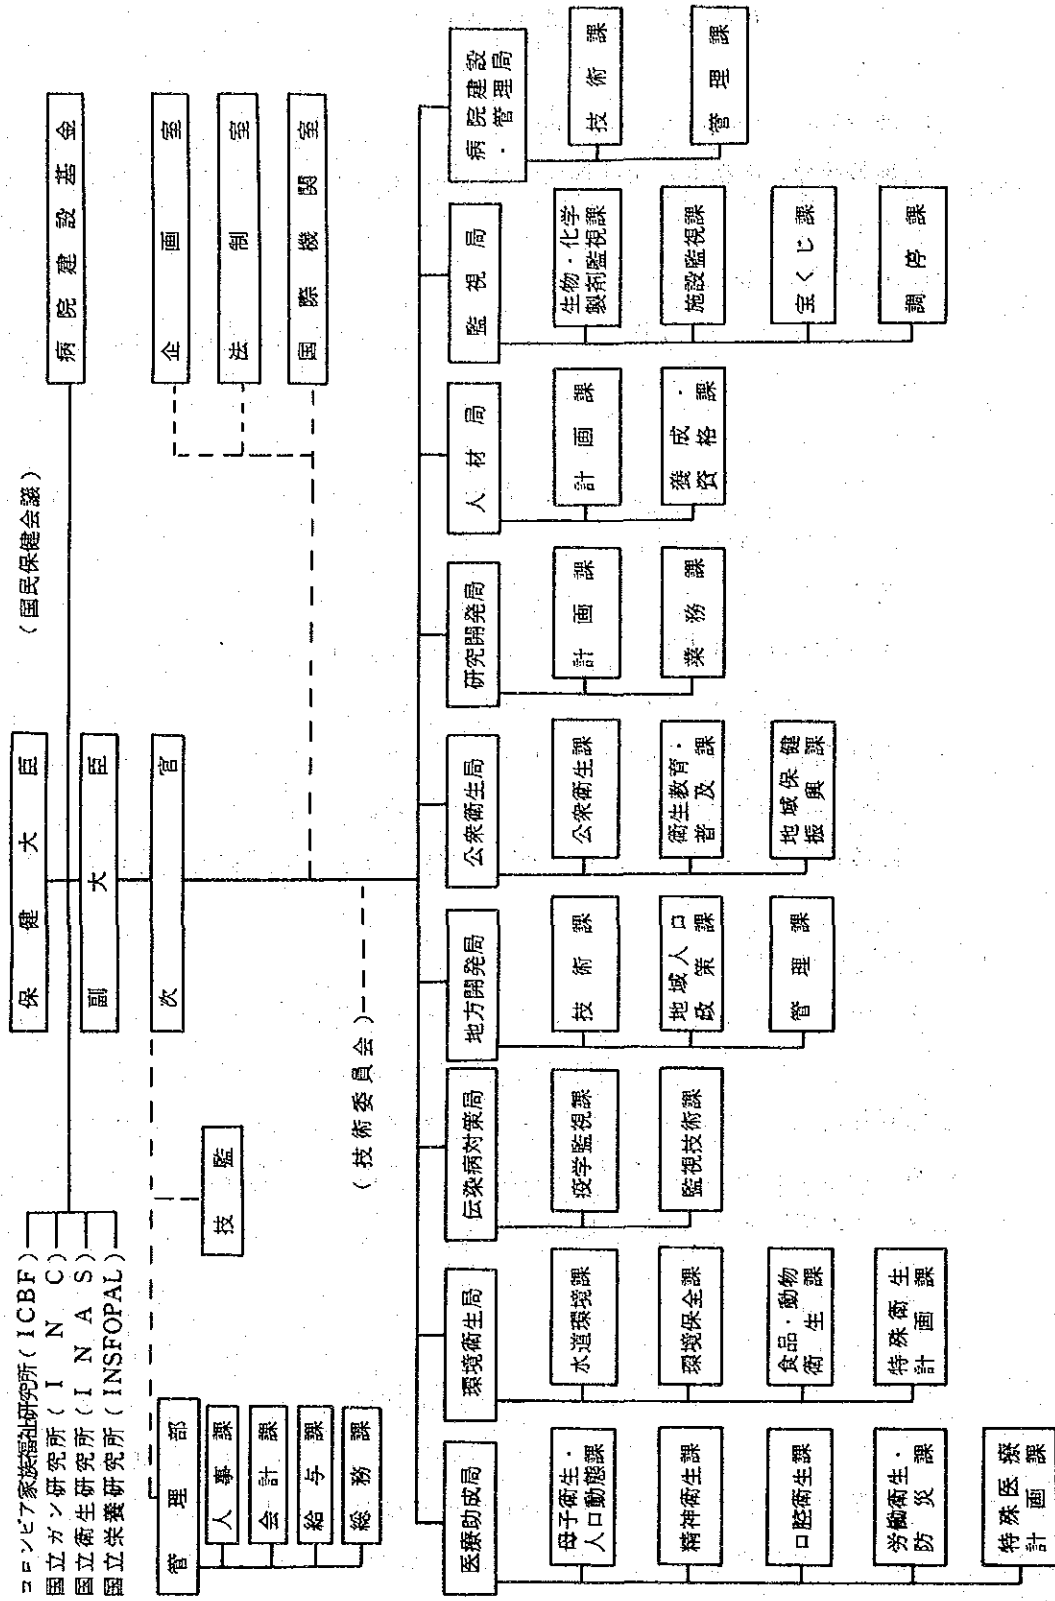 (国民保健会議)
保健大臣
副大臣
次官
病院建設基金
企画室
法制室
国際機関室
コロンビア家族福祉研究所(ICBF)
国立ガン研究所(INC)
国立衛生研究所(INAS)
国立栄養研究所(INSFOPAL)
技監
管理部
人事課
会計課
給与課
総務課
(技術委員会)
医療助成局
母子衛生・
人口動態課
精神衛生課
口腔衛生課
労働衛生・
防災課
特殊医療
計画課
環境衛生局
水道環境課
環境保全課
食品・動物
衛生課
特殊衛生
計画課
伝染病対策局
疫学監視課
監視技術課
地方開発局
技術課
地域人口
政策課
管理課
公衆衛生局
公衆衛生課
衛生教育・
普及課
地域保健
振興課
研究開発局
計画課
業務課
人材局
計画課
養成・
資格課
監視局
生物・化学
製剤監視課
施設監視課
宝くじ課
調停課
病院建設
・管理局
技術課
管理課